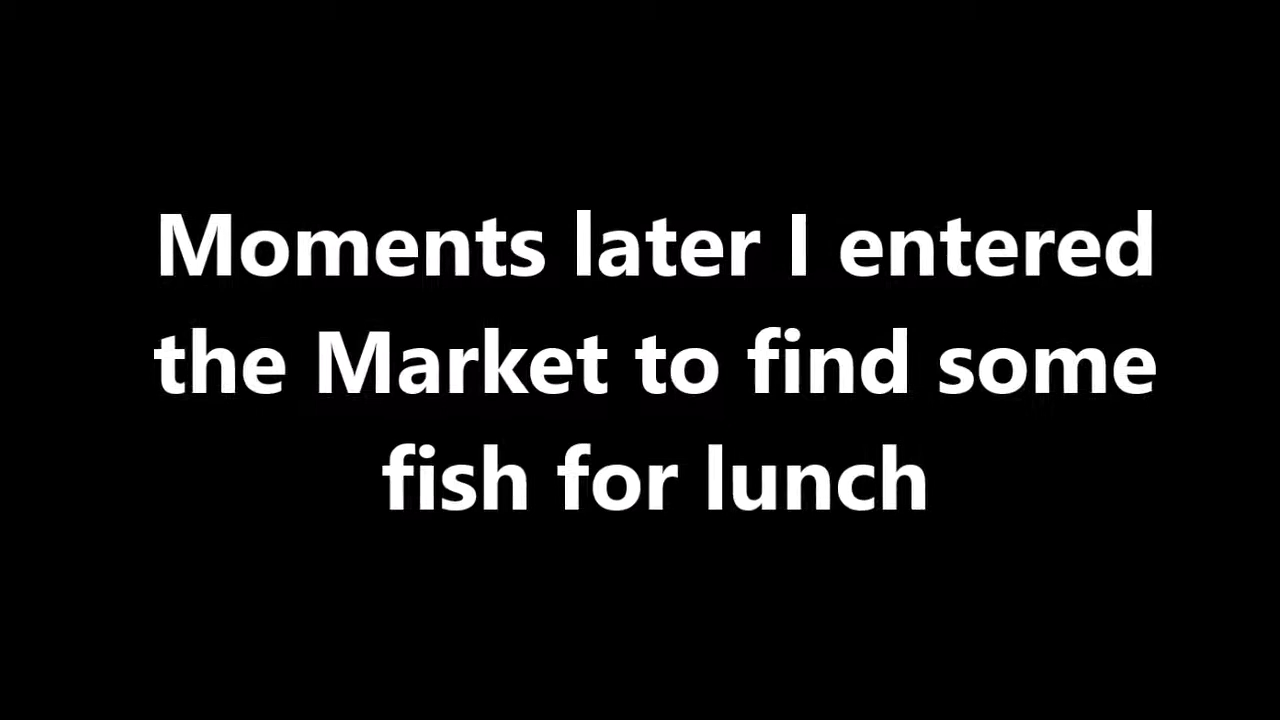 Moments later I entered
the Market to find some
fish for lunch